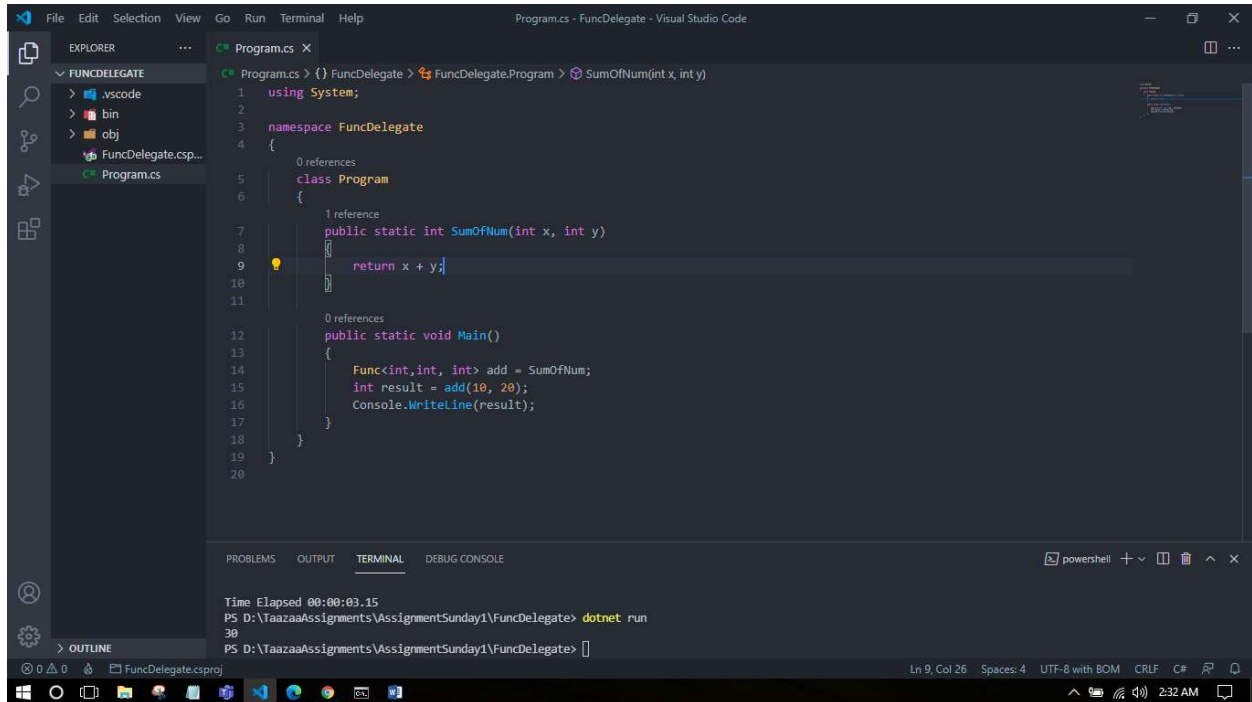 File Edit Selection View Go Run Terminal Help
Program.cs - FuncDelegate - Visual Studio Code
EXPLORER
Program.cs
FUNCDELEGATE
.vscode
bin
obj
FuncDelegate.csp...
Program.cs
OUTLINE
Program.cs > {} FuncDelegate > FuncDelegate.Program > SumOfNum(int x, int y)
1 using System;
2
3 namespace FuncDelegate
4 {
0 references
5 class Program
6 {
1 reference
7 public static int SumOfNum(int x, int y)
8 {
9 return x + y;
10 }
11
0 references
12 public static void Main()
13 {
14 Func<int,int, int> add = SumOfNum;
15 int result = add(10, 20);
16 Console.WriteLine(result);
17 }
18 }
19 }
20
PROBLEMS OUTPUT TERMINAL DEBUG CONSOLE
powershell
Time Elapsed 00:00:03.15
PS D:\TaazaaAssignments\AssignmentSunday1\FuncDelegate> dotnet run
30
PS D:\TaazaaAssignments\AssignmentSunday1\FuncDelegate>
0 0 FuncDelegate.csproj
Ln 9, Col 26 Spaces: 4 UTF-8 with BOM CRLF C#
2:32 AM